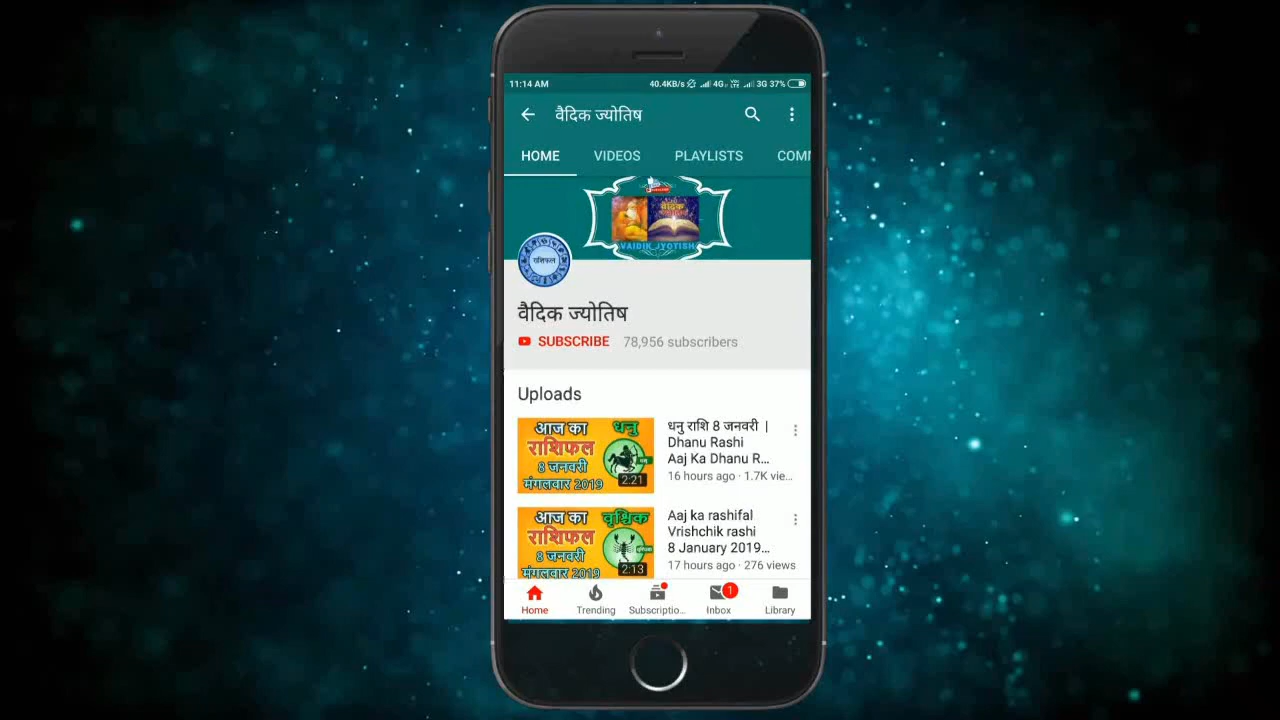 11:14 AM
40.4KB/s
4G
3G 37%
वैदिक ज्योतिष
HOME
VIDEOS
PLAYLISTS
COM
वैदिक
VAIDIK JYOTISH
राशिफल
वैदिक ज्योतिष
SUBSCRIBE
78,956 subscribers
Uploads
आज का
धनु
राशिफल
8 जनवरी
मंगलवार 2019
2:21
धनु राशि 8 जनवरी |
Dhanu Rashi
Aaj Ka Dhanu R...
16 hours ago · 1.7K vie...
आज का
वृश्चिक
राशिफल
8 जनवरी
मंगलवार 2019
2:13
Aaj ka rashifal
Vrishchik rashi
8 January 2019...
17 hours ago · 276 views
1
Home
Trending
Subscriptio...
Inbox
Library